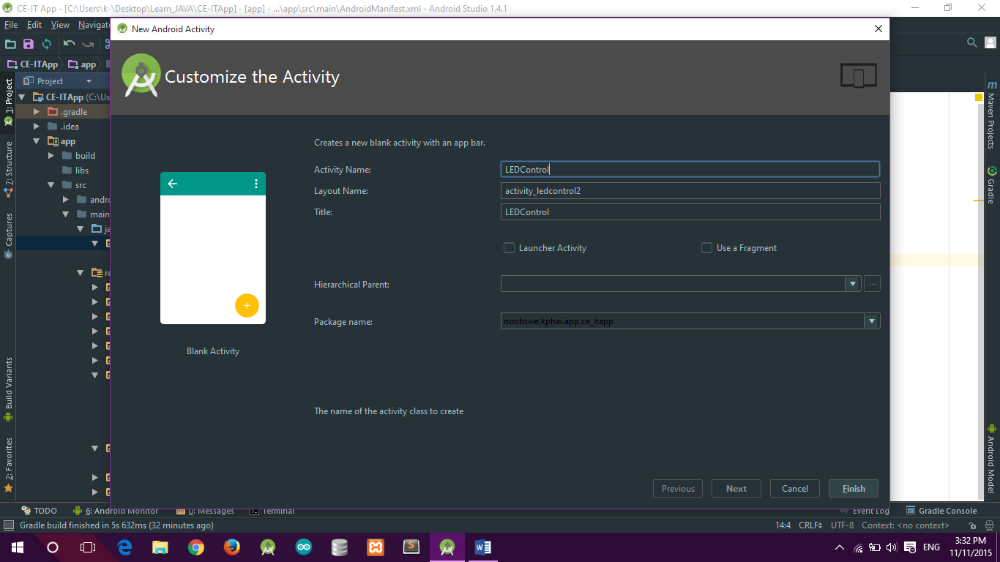 CE-IT App - [C:\Users\k-\Desktop\Learn_JAVA\CE-ITApp] - [app] - ...\app\src\main\AndroidManifest.xml - Android Studio 1.4.1
File Edit View Navigat
New Android Activity
CE-ITApp app
Customize the Activity
1: Project
7: Structure
Captures
Build Variants
2: Favorites
Project
CE-ITApp (C:\Us
.gradle
.idea
app
build
libs
src
andro
main
ja
re
Creates a new blank activity with an app bar.
Activity Name: LEDControl
Layout Name: activity_ledcontrol2
Title: LEDControl
Launcher Activity Use a Fragment
Hierarchical Parent: ...
Package name: noobswe.kphai.app.ce_itapp
Blank Activity
The name of the activity class to create
Previous Next Cancel Finish
m
Maven Projects
Gradle
Android Model
TODO 6: Android Monitor 0: Messages Terminal Event Log Gradle Console
Gradle build finished in 5s 632ms (32 minutes ago) 14:4 CRLF UTF-8 Context: <no context>
ENG 3:32 PM
11/11/2015